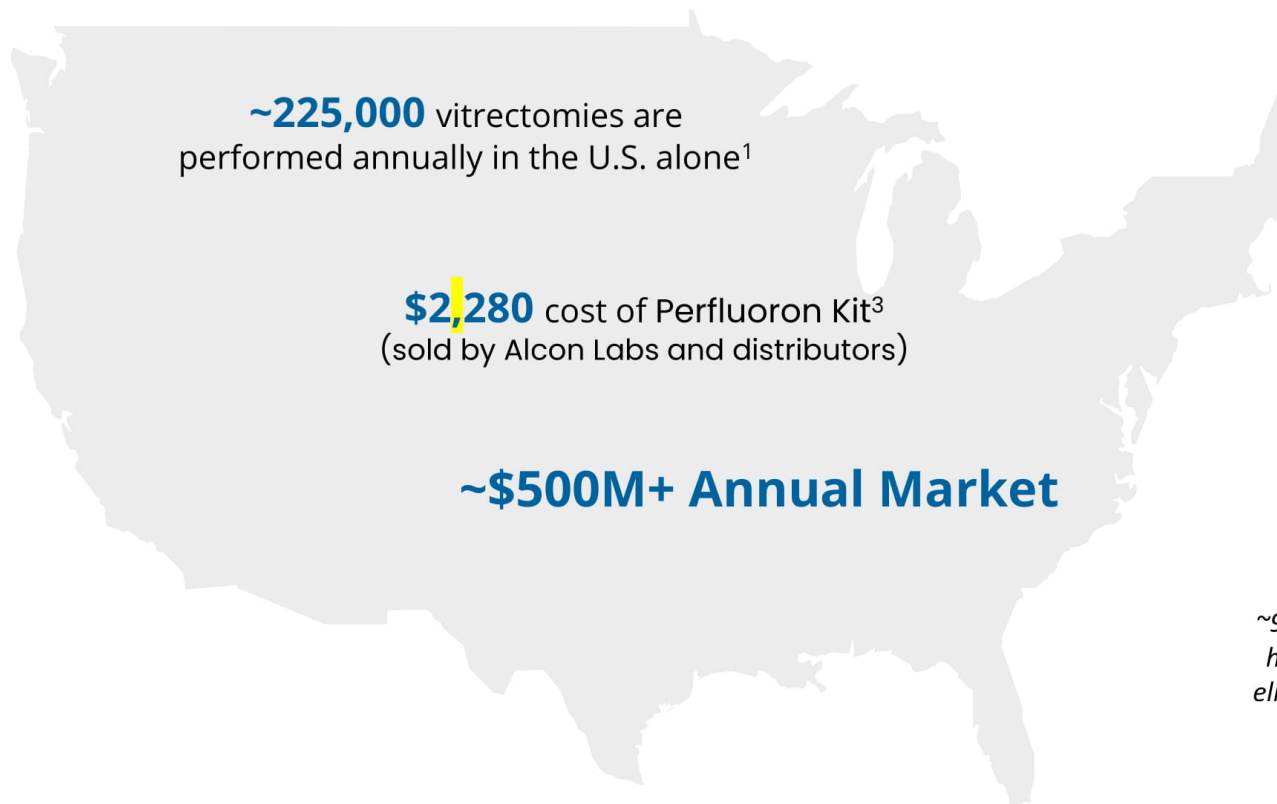 ~225,000 vitrectomies are
performed annually in the U.S. alone¹
$2,280 cost of Perfluoron Kit³
(sold by Alcon Labs and distributors)
~$500M+ Annual Market